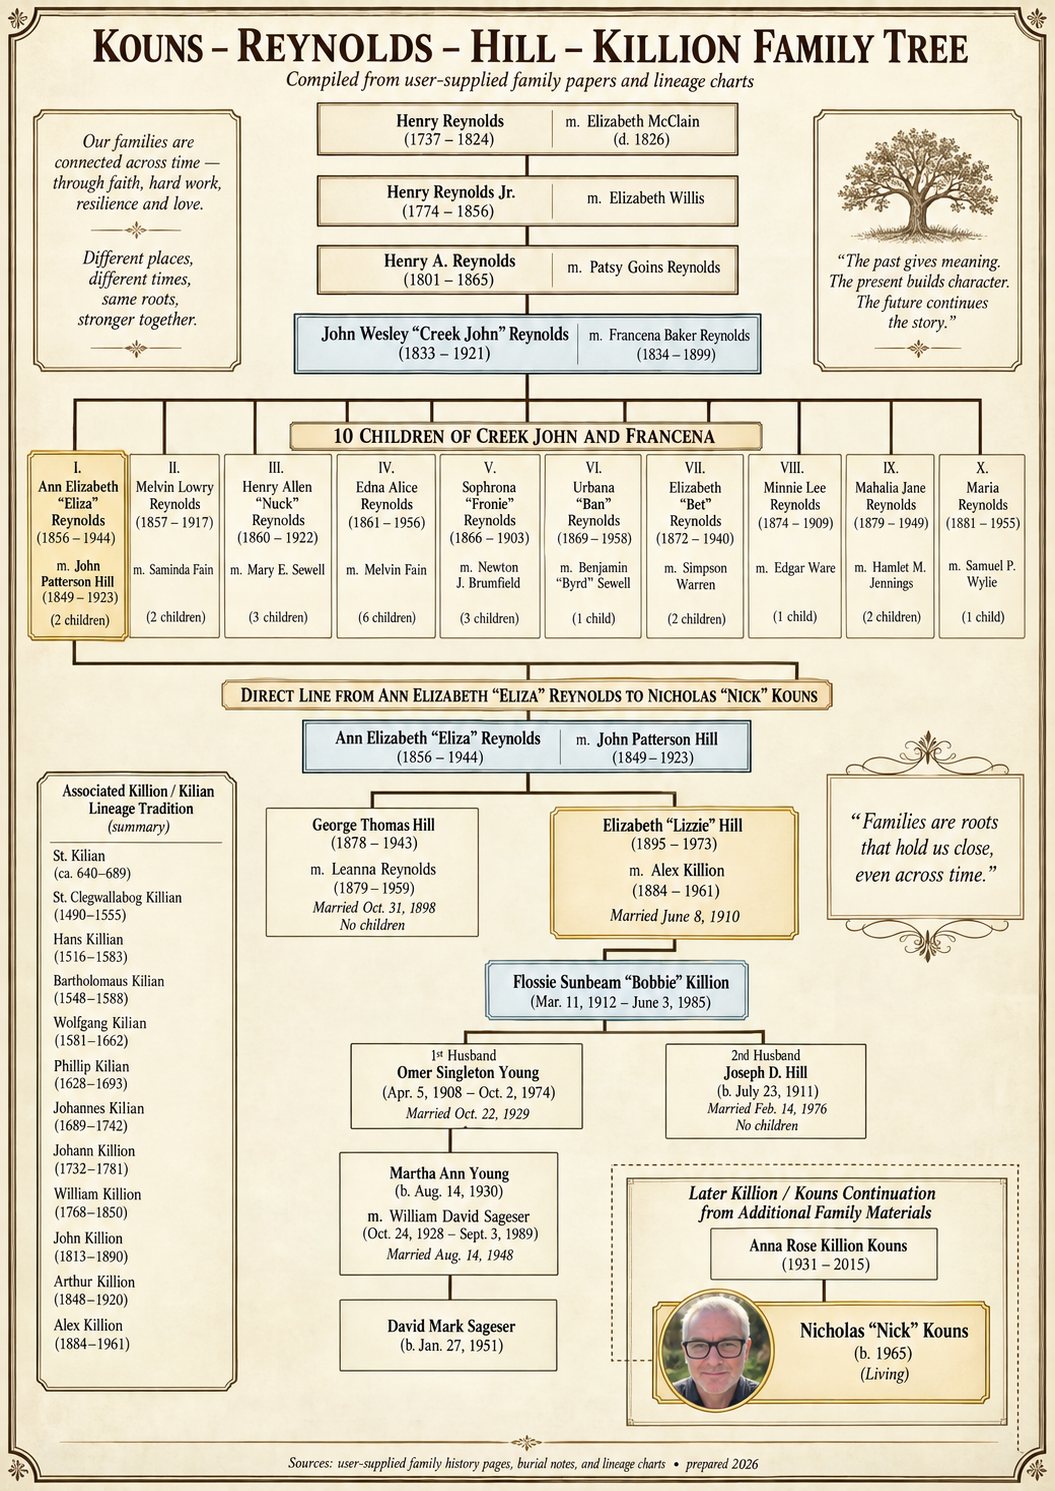 KOUNS – REYNOLDS – HILL – KILLION FAMILY TREE
Compiled from user-supplied family papers and lineage charts
Our families are
connected across time —
through faith, hard work,
resilience and love.
Different places,
different times,
same roots,
stronger together.
Henry Reynolds
(1737 – 1824)
m. Elizabeth McClain
(d. 1826)
Henry Reynolds Jr.
(1774 – 1856)
m. Elizabeth Willis
Henry A. Reynolds
(1801 – 1865)
m. Patsy Goins Reynolds
John Wesley “Creek John” Reynolds
(1833 – 1921)
m. Francena Baker Reynolds
(1834 – 1899)
“The past gives meaning.
The present builds character.
The future continues
the story.”
10 CHILDREN OF CREEK JOHN AND FRANCENA
I.
Ann Elizabeth
“Eliza”
Reynolds
(1856 – 1944)
m. John
Patterson Hill
(1849 – 1923)
(2 children)
II.
Melvin Lowry
Reynolds
(1857 – 1917)
m. Saminda Fain
(2 children)
III.
Henry Allen
“Nuck”
Reynolds
(1860 – 1922)
m. Mary E. Sewell
(3 children)
IV.
Edna Alice
Reynolds
(1861 – 1956)
m. Melvin Fain
(6 children)
V.
Sophrona
“Fronie”
Reynolds
(1866 – 1903)
m. Newton
J. Brumfield
(3 children)
VI.
Urbana
“Ban”
Reynolds
(1869 – 1958)
m. Benjamin
“Byrd” Sewell
(1 child)
VII.
Elizabeth
“Bet”
Reynolds
(1872 – 1940)
m. Simpson
Warren
(2 children)
VIII.
Minnie Lee
Reynolds
(1874 – 1909)
m. Edgar Ware
(1 child)
IX.
Mahalia Jane
Reynolds
(1879 – 1949)
m. Hamlet M.
Jennings
(2 children)
X.
Maria
Reynolds
(1881 – 1955)
m. Samuel P.
Wylie
(1 child)
DIRECT LINE FROM ANN ELIZABETH “ELIZA” REYNOLDS TO NICHOLAS “NICK” KOUNS
Ann Elizabeth “Eliza” Reynolds
(1856 – 1944)
m. John Patterson Hill
(1849 – 1923)
George Thomas Hill
(1878 – 1943)
m. Leanna Reynolds
(1879 – 1959)
Married Oct. 31, 1898
No children
Elizabeth “Lizzie” Hill
(1895 – 1973)
m. Alex Killion
(1884 – 1961)
Married June 8, 1910
“Families are roots
that hold us close,
even across time.”
Associated Killion / Kilian
Lineage Tradition
(summary)
St. Kilian
(ca. 640–689)
St. Clegwallabog Killian
(1490–1555)
Hans Killian
(1516–1583)
Bartholomaus Kilian
(1548–1588)
Wolfgang Kilian
(1581–1662)
Phillip Kilian
(1628–1693)
Johannes Kilian
(1689–1742)
Johann Killion
(1732–1781)
William Killion
(1768–1850)
John Killion
(1813–1890)
Arthur Killion
(1848–1920)
Alex Killion
(1884–1961)
Flossie Sunbeam “Bobbie” Killion
(Mar. 11, 1912 – June 3, 1985)
1st Husband
Omer Singleton Young
(Apr. 5, 1908 – Oct. 2, 1974)
Married Oct. 22, 1929
2nd Husband
Joseph D. Hill
(b. July 23, 1911)
Married Feb. 14, 1976
No children
Martha Ann Young
(b. Aug. 14, 1930)
m. William David Sageser
(Oct. 24, 1928 – Sept. 3, 1989)
Married Aug. 14, 1948
David Mark Sageser
(b. Jan. 27, 1951)
Later Killion / Kouns Continuation
from Additional Family Materials
Anna Rose Killion Kouns
(1931 – 2015)
Nicholas “Nick” Kouns
(b. 1965)
(Living)
Sources: user-supplied family history pages, burial notes, and lineage charts • prepared 2026